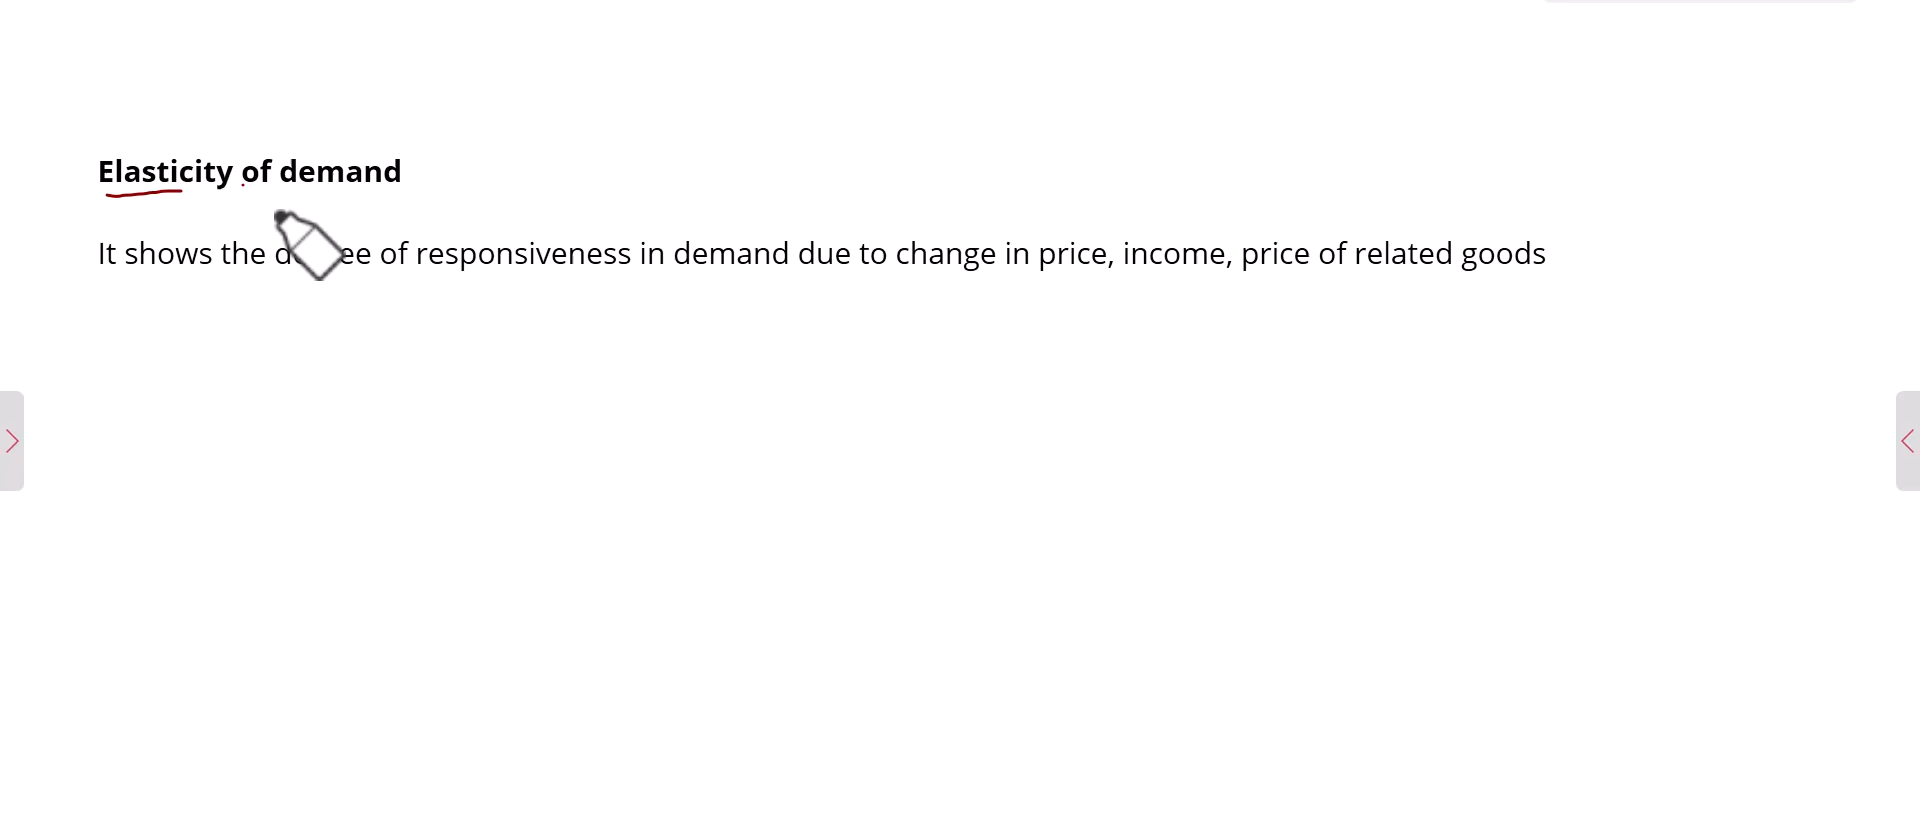 Elasticity of demand
It shows the of responsiveness in demand due to change in price, income, price of related goods